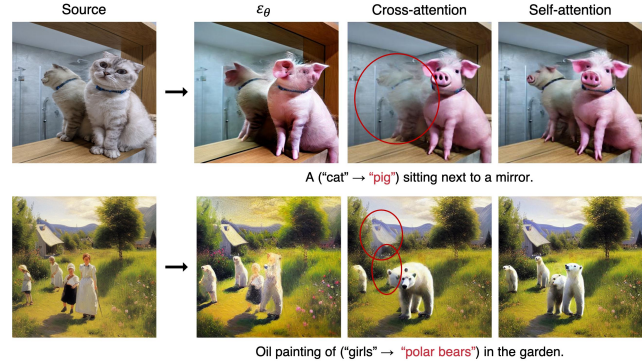 Source
ϵθ
Cross-attention
Self-attention
A (“cat” → “pig”) sitting next to a mirror.
Oil painting of (“girls” → “polar bears”) in the garden.